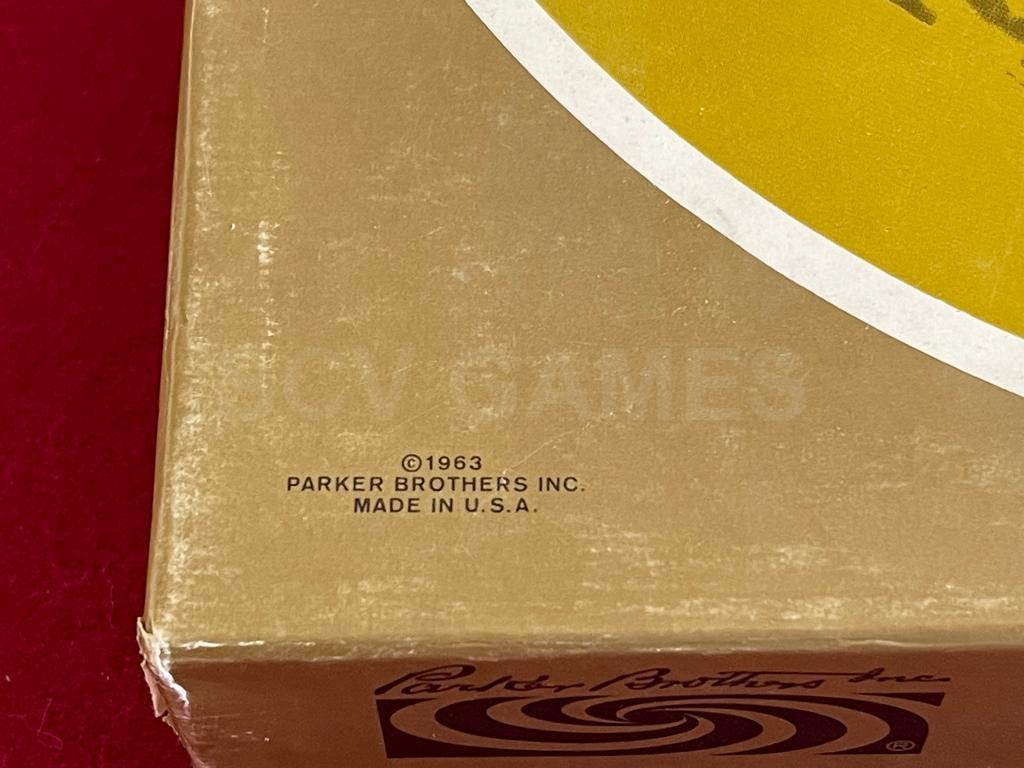 SCV GAMES
©1963
PARKER BROTHERS INC.
MADE IN U.S.A.
Parker Brothers Inc.
®